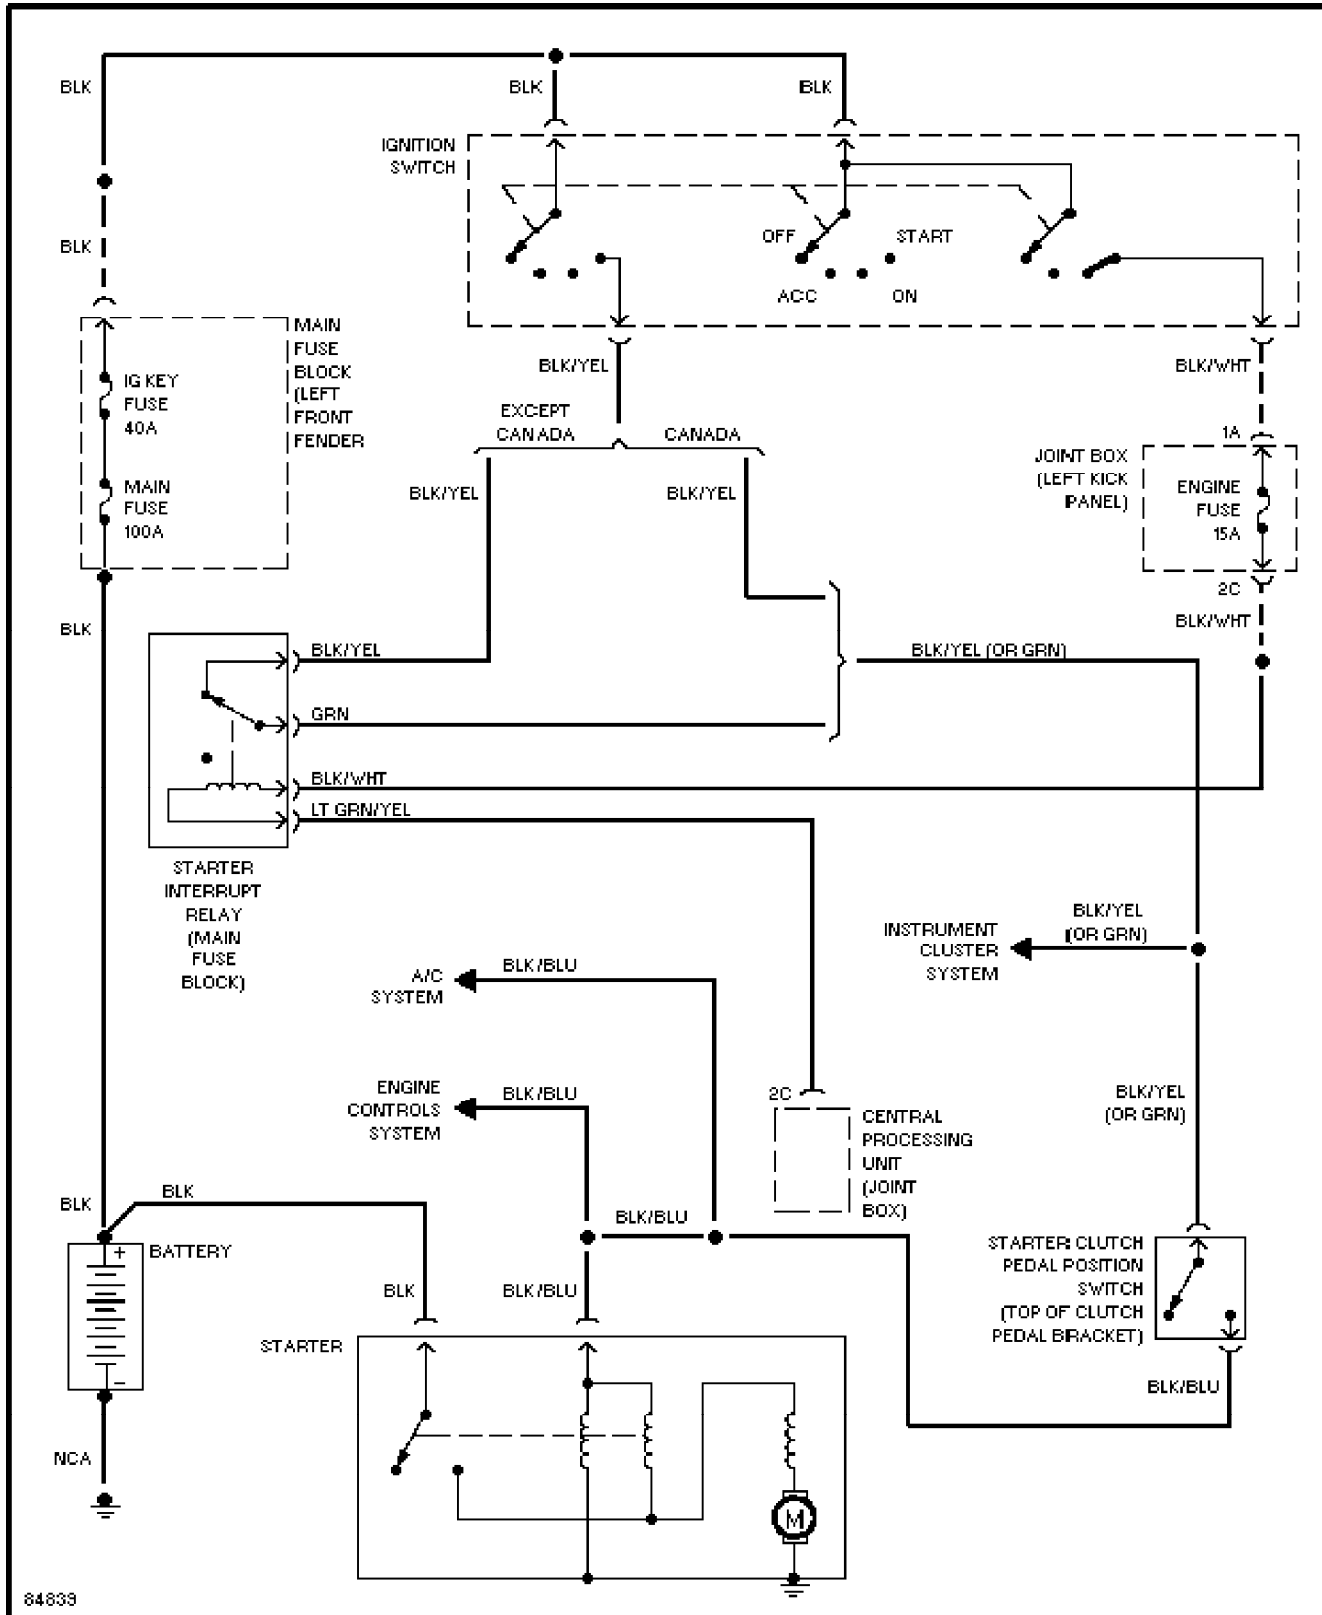 BLK
BLK
BLK
IGNITION
SWITCH
OFF
START
ACC
ON
BLK
MAIN
FUSE
BLOCK
(LEFT
FRONT
FENDER
IG KEY
FUSE
40A
MAIN
FUSE
100A
BLK/YEL
BLK/WHT
EXCEPT
CANADA
CANADA
1A
JOINT BOX
(LEFT KICK
PANEL)
ENGINE
FUSE
15A
BLK/YEL
BLK/YEL
2C
BLK/WHT
BLK
BLK/YEL
BLK/YEL (OR GRN)
GRN
BLK/WHT
LT GRN/YEL
STARTER
INTERRUPT
RELAY
(MAIN
FUSE
BLOCK)
BLK/YEL
(OR GRN)
INSTRUMENT
CLUSTER
SYSTEM
A/C
SYSTEM
BLK/BLU
ENGINE
CONTROLS
SYSTEM
BLK/BLU
2C
CENTRAL
PROCESSING
UNIT
(JOINT
BOX)
BLK/YEL
(OR GRN)
BLK
BLK
BLK/BLU
+
BATTERY
−
STARTER CLUTCH
PEDAL POSITION
SWITCH
(TOP OF CLUTCH
PEDAL BRACKET)
BLK
BLK/BLU
STARTER
BLK/BLU
NCA
M
84839